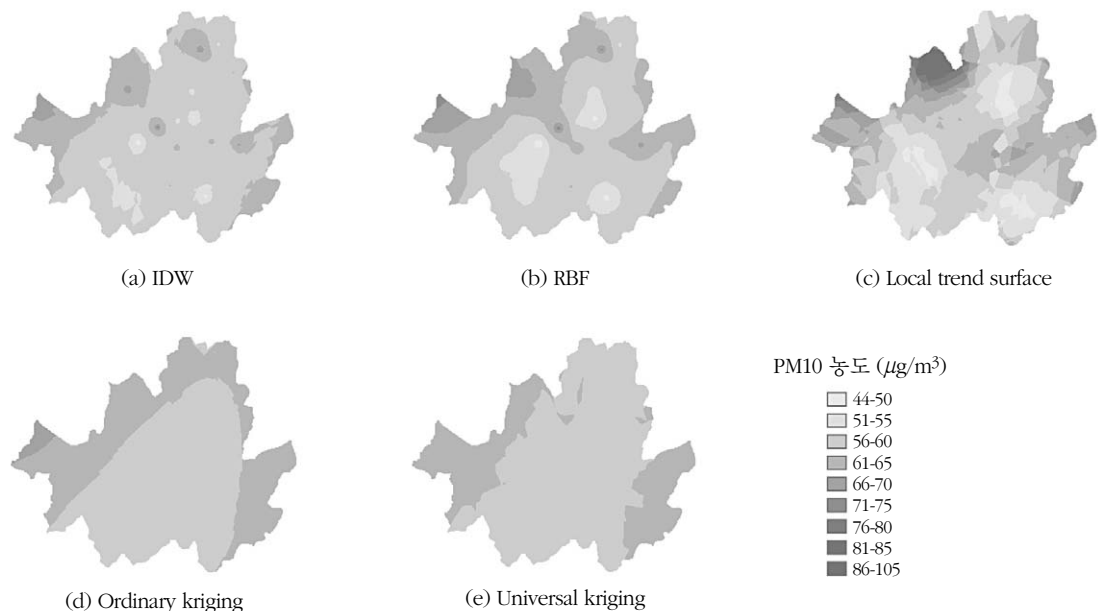 (a) IDW
(b) RBF
(c) Local trend surface
(d) Ordinary kriging
(e) Universal kriging
PM10 농도 (μg/m³)
44-50
51-55
56-60
61-65
66-70
71-75
76-80
81-85
86-105